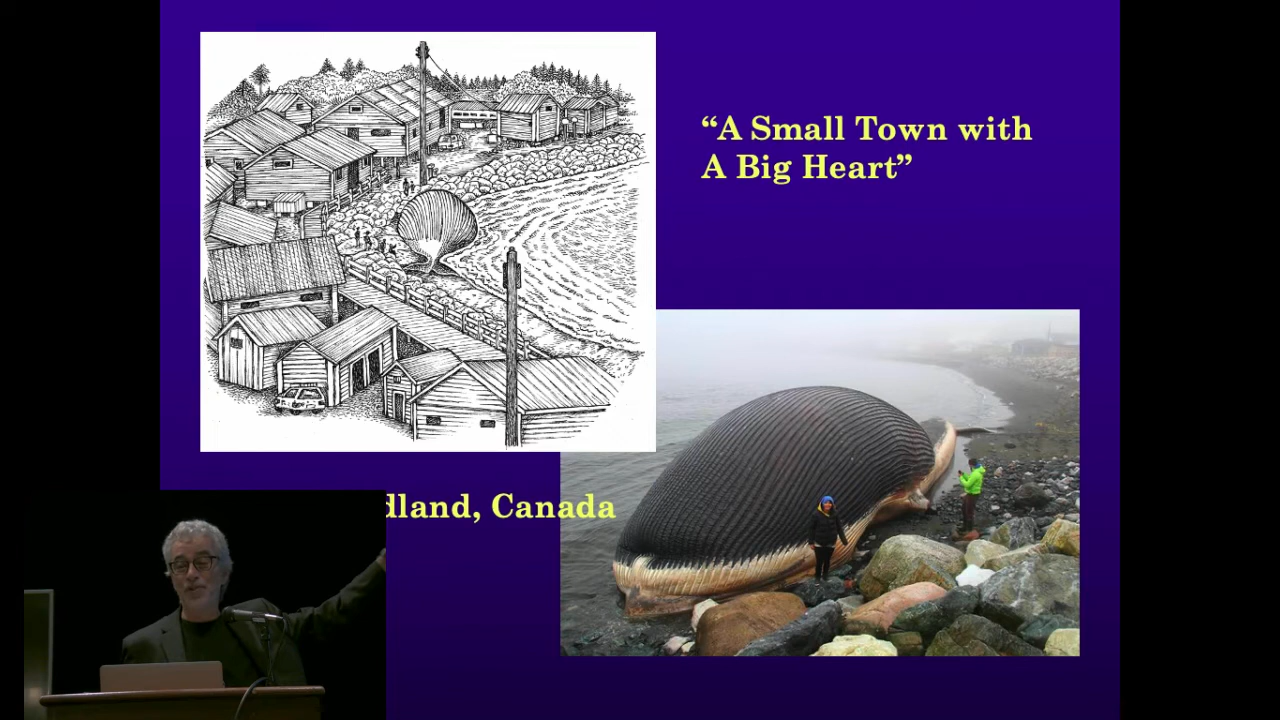 “A Small Town with
A Big Heart”
dland, Canada